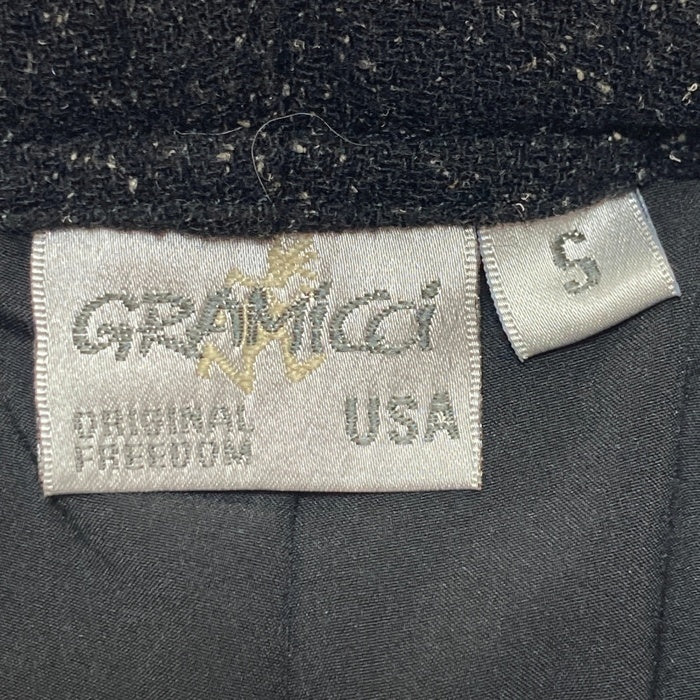 GRAMiCCi
S
ORIGINAL
FREEDOM
USA